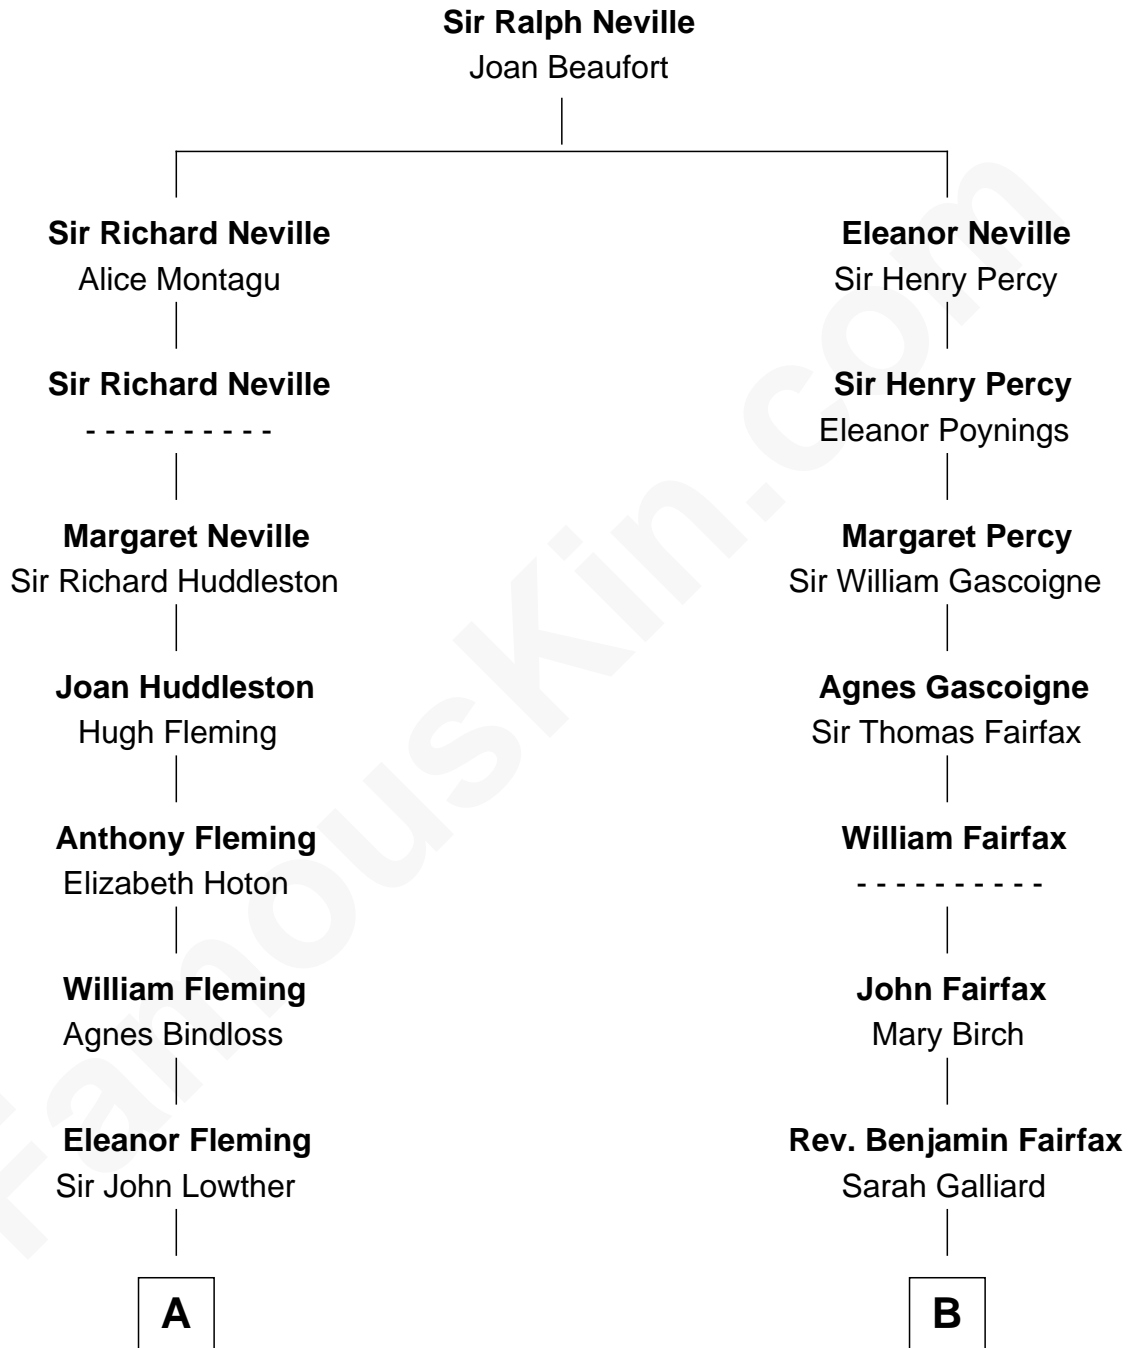 Sir Ralph Neville
Joan Beaufort
Sir Richard Neville
Alice Montagu
Sir Richard Neville
- - - - - - - - - -
Margaret Neville
Sir Richard Huddleston
Joan Huddleston
Hugh Fleming
Anthony Fleming
Elizabeth Hoton
William Fleming
Agnes Bindloss
Eleanor Fleming
Sir John Lowther
A
Eleanor Neville
Sir Henry Percy
Sir Henry Percy
Eleanor Poynings
Margaret Percy
Sir William Gascoigne
Agnes Gascoigne
Sir Thomas Fairfax
William Fairfax
- - - - - - - - - -
John Fairfax
Mary Birch
Rev. Benjamin Fairfax
Sarah Galliard
B
FamousKin.com